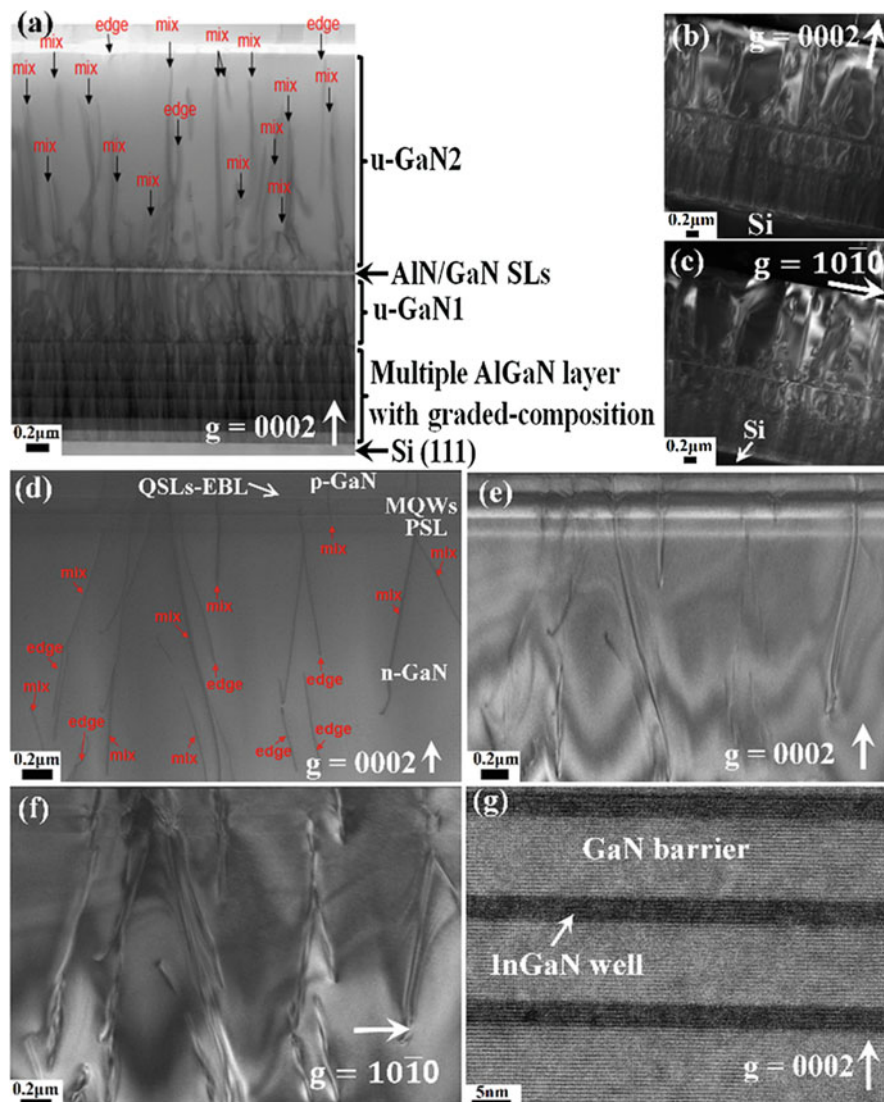 (a)
edge
mix
mix
mix
mix
edge
mix
mix
mix
mix
edge
mix
mix
mix
mix
mix
mix
mix
u-GaN2
AlN/GaN SLs
u-GaN1
Multiple AlGaN layer
with graded-composition
Si (111)
g = 0002
0.2μm
(b)
g = 0002
Si
0.2μm
(c)
g = 101̅0
Si
0.2μm
(d)
QSLs-EBL
p-GaN
MQWs
PSL
mix
mix
mix
mix
mix
mix
edge
edge
edge
n-GaN
mix
edge
mix
mix
edge
edge
g = 0002
0.2μm
(e)
g = 0002
0.2μm
(f)
g = 101̅0
0.2μm
(g)
GaN barrier
InGaN well
g = 0002
5nm